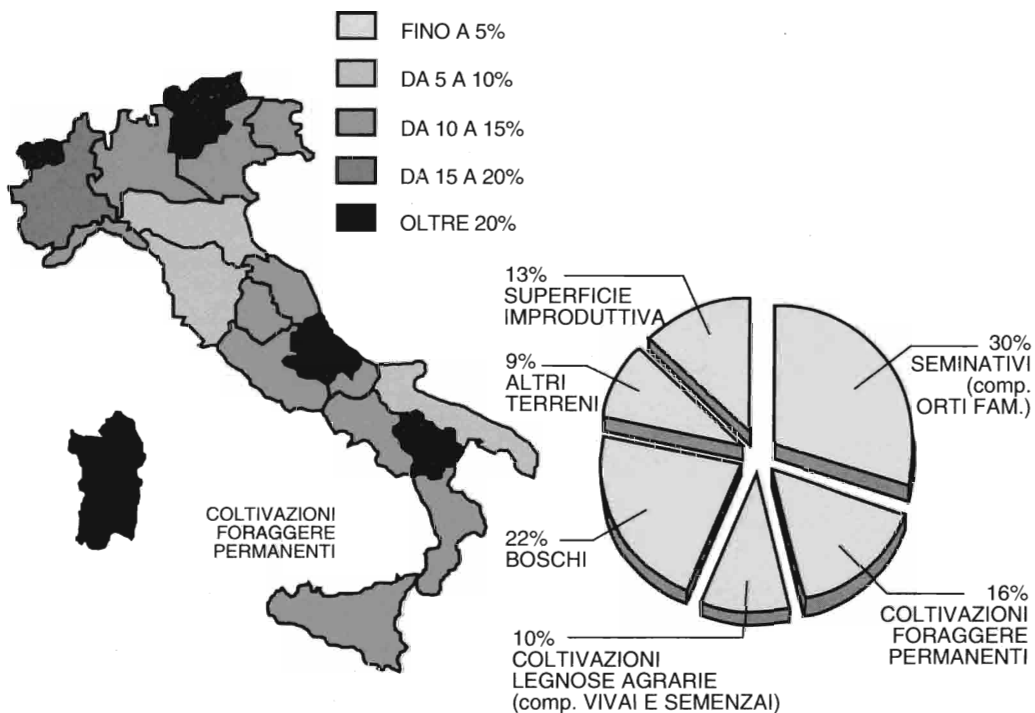 FINO A 5%
DA 5 A 10%
DA 10 A 15%
DA 15 A 20%
OLTRE 20%
COLTIVAZIONI
FORAGGERE
PERMANENTI
13%
SUPERFICIE
IMPRODUTTIVA
9%
ALTRI
TERRENI
30%
SEMINATIVI
(comp.
ORTI FAM.)
22%
BOSCHI
10%
COLTIVAZIONI
LEGNOSE AGRARIE
(comp. VIVAI E SEMENZAI)
16%
COLTIVAZIONI
FORAGGERE
PERMANENTI